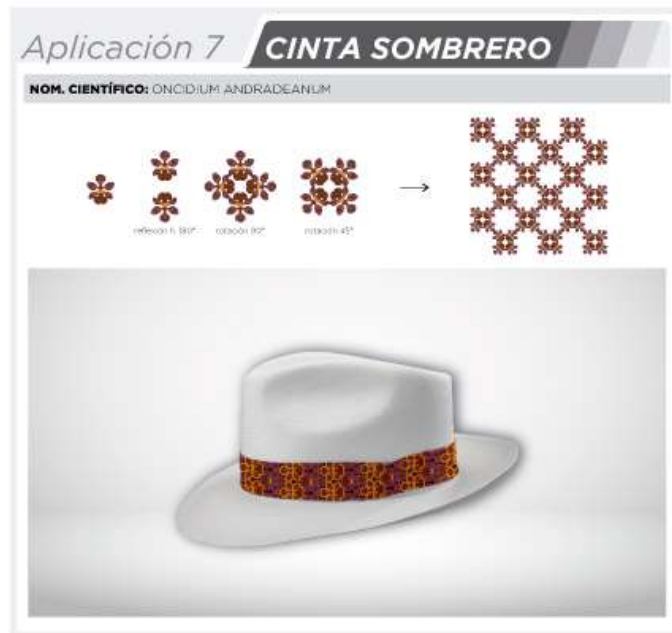 Aplicación 7 CINTA SOMBRERO
NOM. CIENTÍFICO: ONCIDIUM ANDRADEANUM
reflexión h. 180° rotación 90° rotación 45°